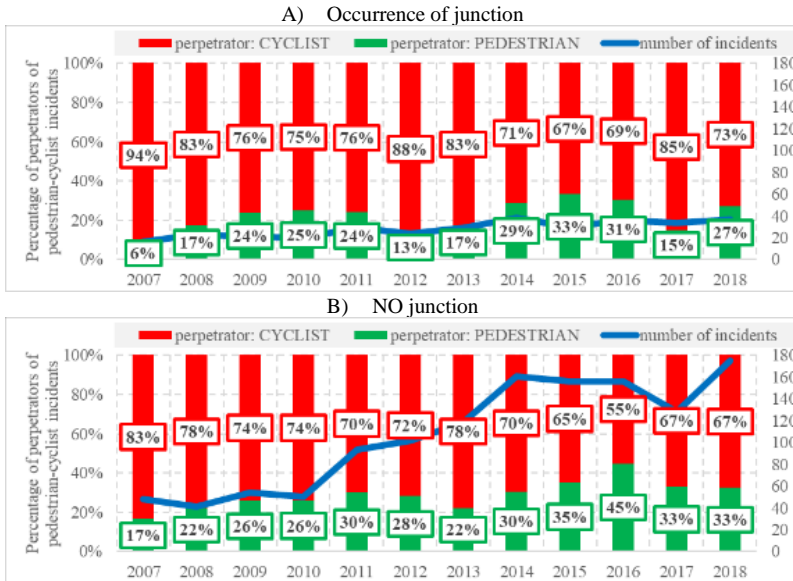 A) Occurrence of junction
perpetrator: CYCLIST perpetrator: PEDESTRIAN number of incidents
Percentage of perpetrators of
pedestrian-cyclist incidents
100%
80%
60%
40%
20%
0%
94% 83% 76% 75% 76% 88% 83% 71% 67% 69% 85% 73%
6% 17% 24% 25% 24% 13% 17% 29% 33% 31% 15% 27%
180
160
140
120
100
80
60
40
20
0
2007 2008 2009 2010 2011 2012 2013 2014 2015 2016 2017 2018
B) NO junction
perpetrator: CYCLIST perpetrator: PEDESTRIAN number of incidents
Percentage of perpetrators of
pedestrian-cyclist incidents
100%
80%
60%
40%
20%
0%
83% 78% 74% 74% 70% 72% 78% 70% 65% 55% 67% 67%
17% 22% 26% 26% 30% 28% 22% 30% 35% 45% 33% 33%
180
160
140
120
100
80
60
40
20
0
2007 2008 2009 2010 2011 2012 2013 2014 2015 2016 2017 2018